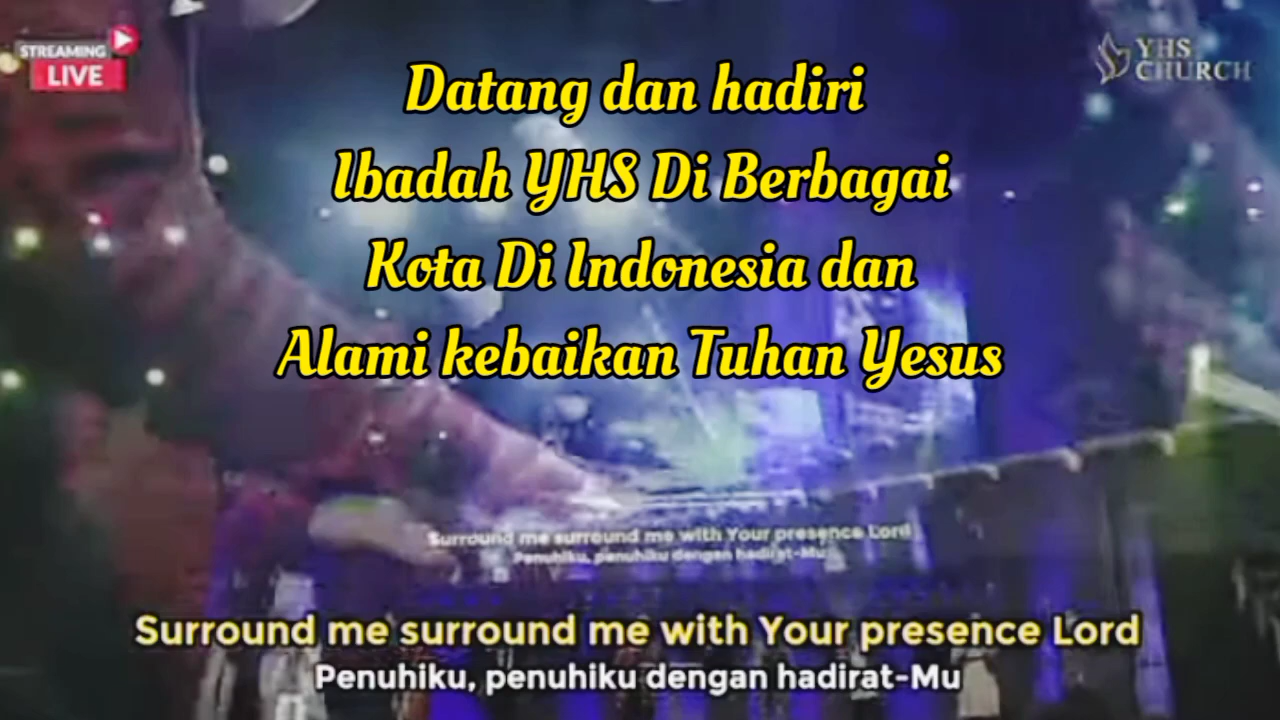 STREAMING
LIVE
YHS
CHURCH
Datang dan hadiri
Ibadah YHS Di Berbagai
Kota Di Indonesia dan
Alami kebaikan Tuhan Yesus
Surround me surround me with Your presence Lord
Penuhiku, penuhiku dengan hadirat-Mu
Surround me surround me with Your presence Lord
Penuhiku, penuhiku dengan hadirat-Mu